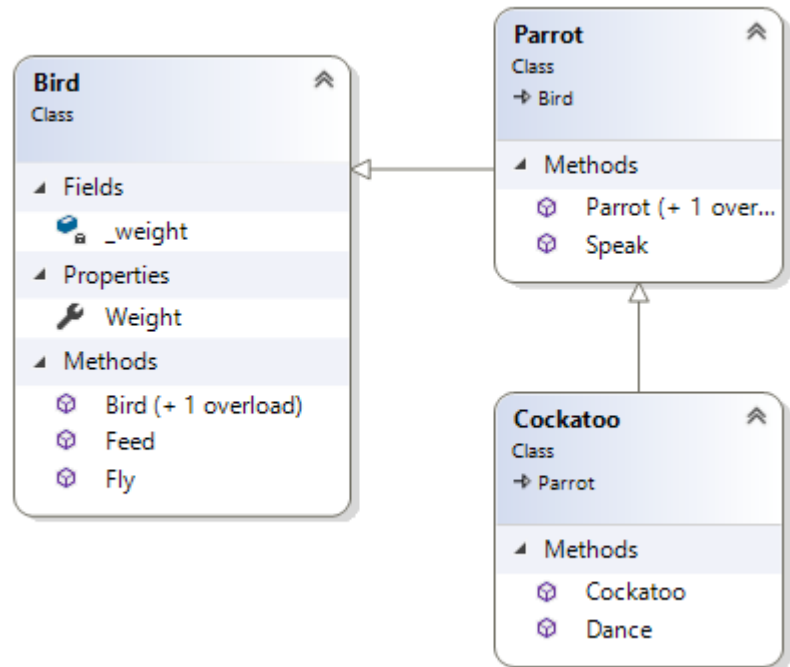 Bird
Class
Fields
_weight
Properties
Weight
Methods
Bird (+ 1 overload)
Feed
Fly
Parrot
Class
Bird
Methods
Parrot (+ 1 over...
Speak
Cockatoo
Class
Parrot
Methods
Cockatoo
Dance